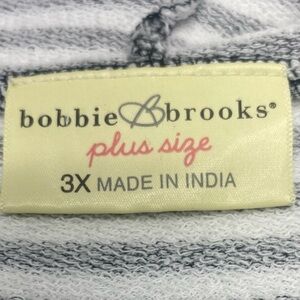 bobbie B brooks®
plus size
3X MADE IN INDIA